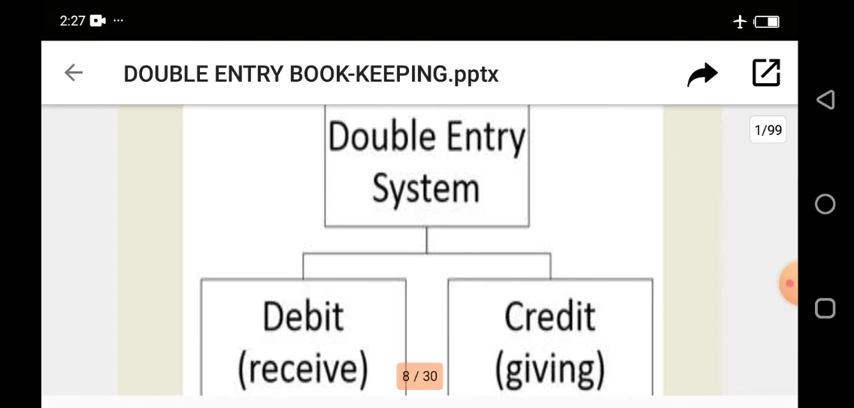 2:27 ...
DOUBLE ENTRY BOOK-KEEPING.pptx
1/99
Double Entry
System
Debit
(receive)
Credit
(giving)
8 / 30